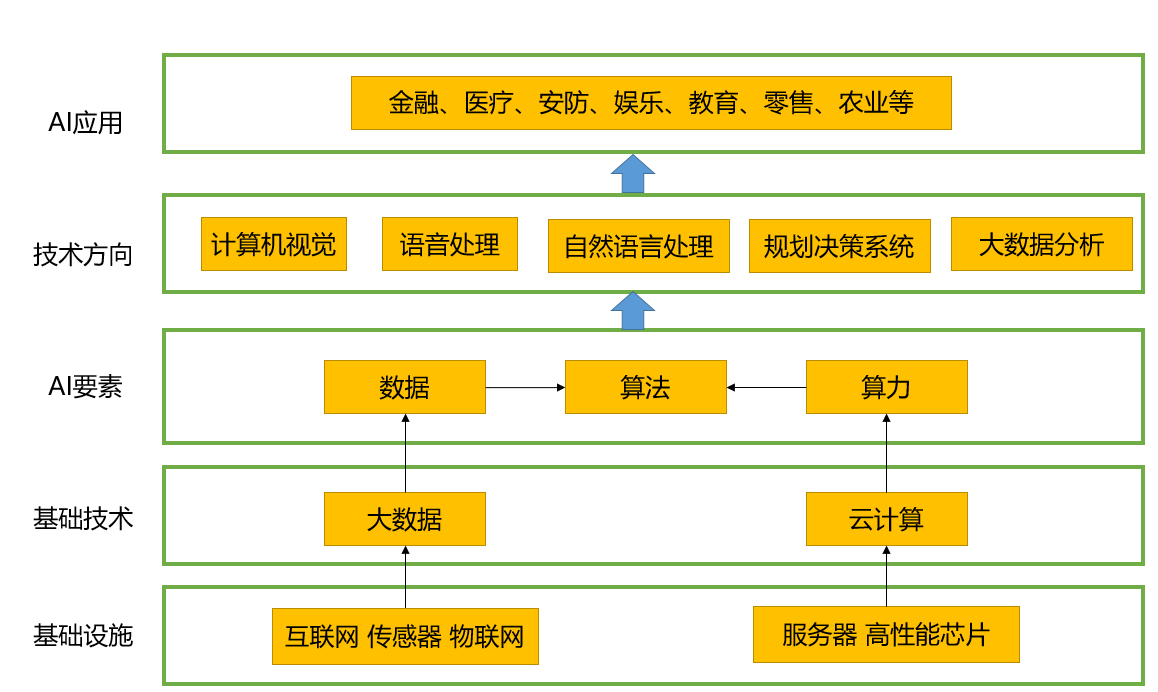 AI应用
金融、医疗、安防、娱乐、教育、零售、农业等
技术方向
计算机视觉
语音处理
自然语言处理
规划决策系统
大数据分析
AI要素
数据
算法
算力
基础技术
大数据
云计算
基础设施
互联网 传感器 物联网
服务器 高性能芯片